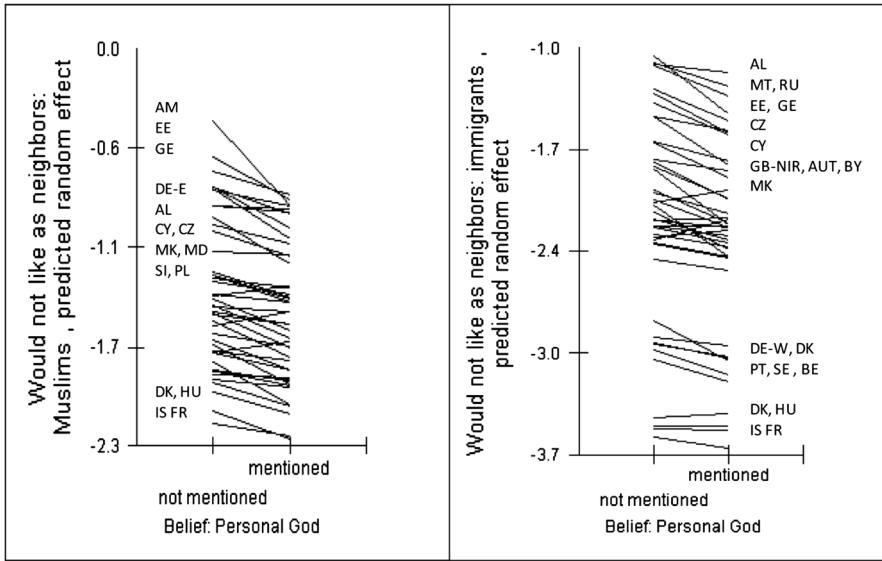 Would not like as neighbors:
Muslims , predicted random effect
0.0
-0.6
-1.1
-1.7
-2.3
AM
EE
GE
DE-E
AL
CY, CZ
MK, MD
SI, PL
DK, HU
IS FR
mentioned
not mentioned
Belief: Personal God
Would not like as neighbors: immigrants ,
predicted random effect
-1.0
-1.7
-2.4
-3.0
-3.7
AL
MT, RU
EE, GE
CZ
CY
GB-NIR, AUT, BY
MK
DE-W, DK
PT, SE , BE
DK, HU
IS FR
mentioned
not mentioned
Belief: Personal God